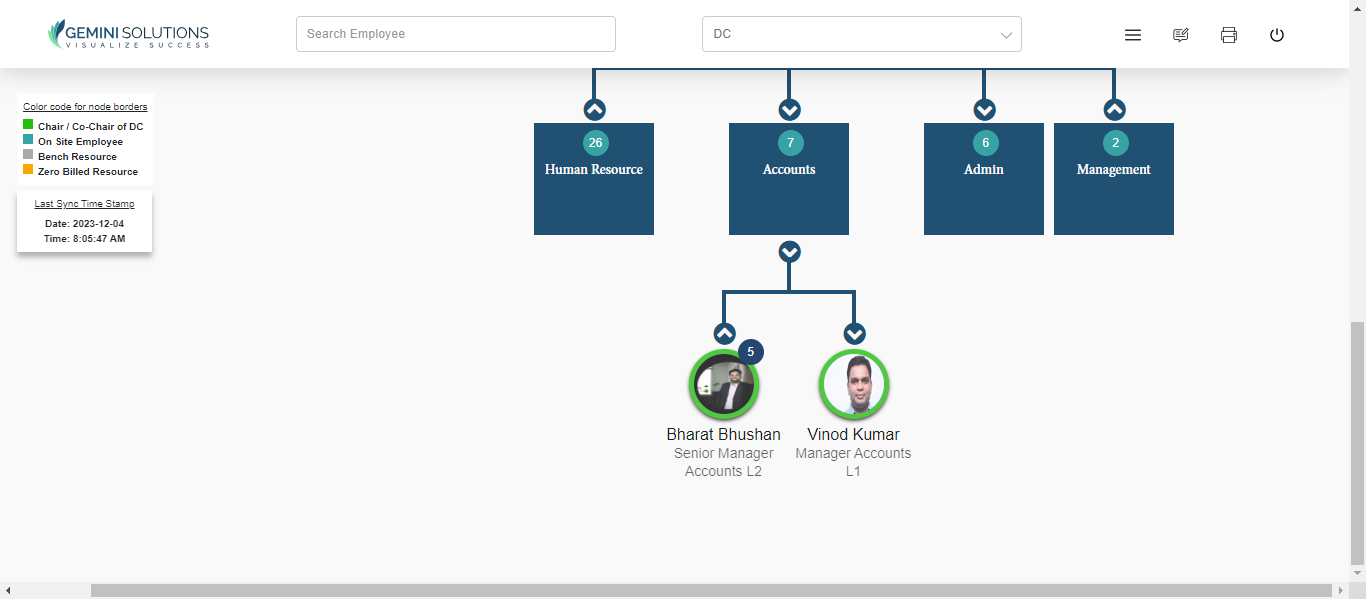 GEMINI SOLUTIONS
VISUALIZE SUCCESS
Search Employee
DC
Color code for node borders
Chair / Co-Chair of DC
On Site Employee
Bench Resource
Zero Billed Resource
Last Sync Time Stamp
Date: 2023-12-04
Time: 8:05:47 AM
26
Human Resource
7
Accounts
6
Admin
2
Management
5
Bharat Bhushan
Senior Manager
Accounts L2
Vinod Kumar
Manager Accounts
L1